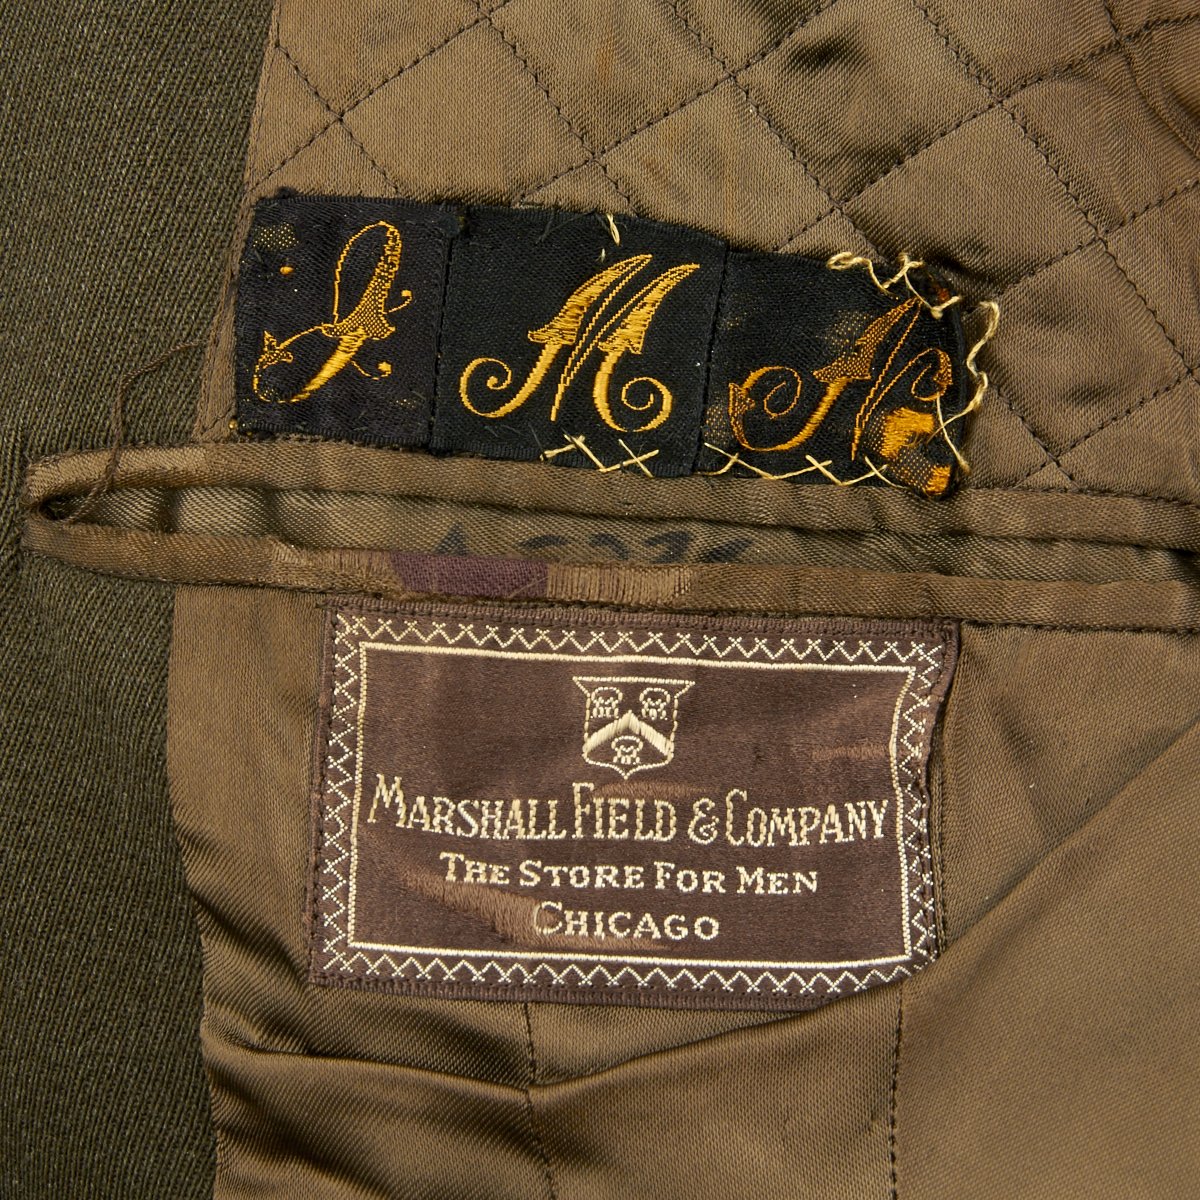 J M
MARSHALL FIELD & COMPANY
THE STORE FOR MEN
CHICAGO